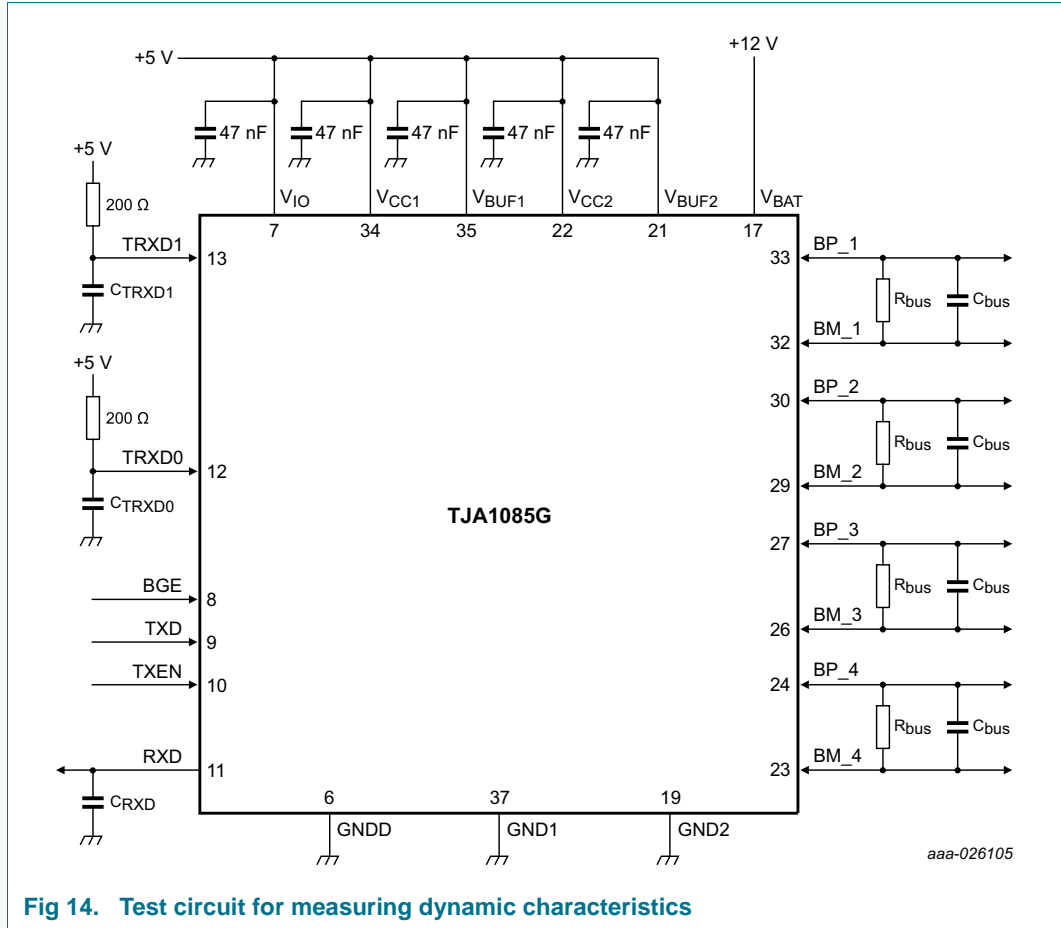 +12 V
+5 V
47 nF 47 nF 47 nF 47 nF 47 nF
+5 V
200 Ω
VIO VCC1 VBUF1 VCC2 VBUF2 VBAT
7 34 35 22 21 17
TRXD1
13
CTRXD1
33 BP_1
Rbus Cbus
32 BM_1
+5 V
200 Ω
TRXD0
12
CTRXD0
30 BP_2
Rbus Cbus
29 BM_2
TJA1085G
27 BP_3
Rbus Cbus
26 BM_3
BGE
8
TXD
9
TXEN
10
24 BP_4
Rbus Cbus
23 BM_4
RXD
11
CRXD
6 37 19
GNDD GND1 GND2
aaa-026105
Fig 14. Test circuit for measuring dynamic characteristics